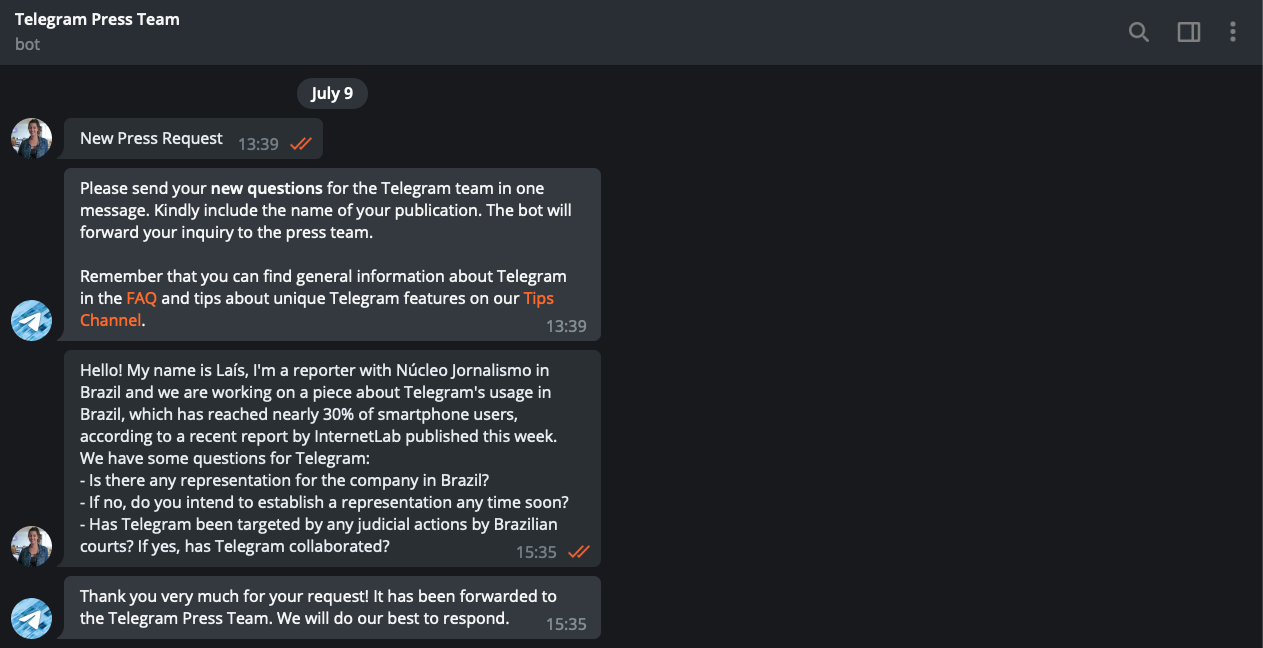 Telegram Press Team
bot
July 9
New Press Request 13:39
Please send your new questions for the Telegram team in one
message. Kindly include the name of your publication. The bot will
forward your inquiry to the press team.
Remember that you can find general information about Telegram
in the FAQ and tips about unique Telegram features on our Tips
Channel. 13:39
Hello! My name is Laís, I'm a reporter with Núcleo Jornalismo in
Brazil and we are working on a piece about Telegram's usage in
Brazil, which has reached nearly 30% of smartphone users,
according to a recent report by InternetLab published this week.
We have some questions for Telegram:
- Is there any representation for the company in Brazil?
- If no, do you intend to establish a representation any time soon?
- Has Telegram been targeted by any judicial actions by Brazilian
courts? If yes, has Telegram collaborated? 15:35
Thank you very much for your request! It has been forwarded to
the Telegram Press Team. We will do our best to respond. 15:35